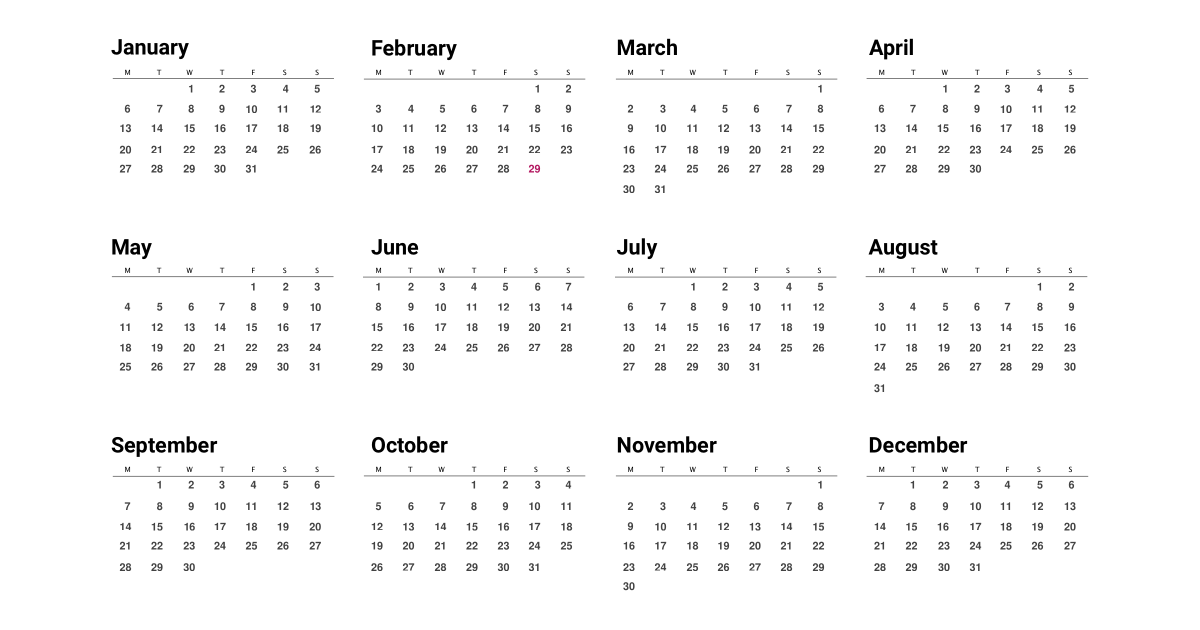 January
M T W T F S S
1 2 3 4 5
6 7 8 9 10 11 12
13 14 15 16 17 18 19
20 21 22 23 24 25 26
27 28 29 30 31
February
M T W T F S S
1 2
3 4 5 6 7 8 9
10 11 12 13 14 15 16
17 18 19 20 21 22 23
24 25 26 27 28 29
March
M T W T F S S
1
2 3 4 5 6 7 8
9 10 11 12 13 14 15
16 17 18 19 20 21 22
23 24 25 26 27 28 29
30 31
April
M T W T F S S
1 2 3 4 5
6 7 8 9 10 11 12
13 14 15 16 17 18 19
20 21 22 23 24 25 26
27 28 29 30
May
M T W T F S S
1 2 3
4 5 6 7 8 9 10
11 12 13 14 15 16 17
18 19 20 21 22 23 24
25 26 27 28 29 30 31
June
M T W T F S S
1 2 3 4 5 6 7
8 9 10 11 12 13 14
15 16 17 18 19 20 21
22 23 24 25 26 27 28
29 30
July
M T W T F S S
1 2 3 4 5
6 7 8 9 10 11 12
13 14 15 16 17 18 19
20 21 22 23 24 25 26
27 28 29 30 31
August
M T W T F S S
1 2
3 4 5 6 7 8 9
10 11 12 13 14 15 16
17 18 19 20 21 22 23
24 25 26 27 28 29 30
31
September
M T W T F S S
1 2 3 4 5 6
7 8 9 10 11 12 13
14 15 16 17 18 19 20
21 22 23 24 25 26 27
28 29 30
October
M T W T F S S
1 2 3 4
5 6 7 8 9 10 11
12 13 14 15 16 17 18
19 20 21 22 23 24 25
26 27 28 29 30 31
November
M T W T F S S
1
2 3 4 5 6 7 8
9 10 11 12 13 14 15
16 17 18 19 20 21 22
23 24 25 26 27 28 29
30
December
M T W T F S S
1 2 3 4 5 6
7 8 9 10 11 12 13
14 15 16 17 18 19 20
21 22 23 24 25 26 27
28 29 30 31